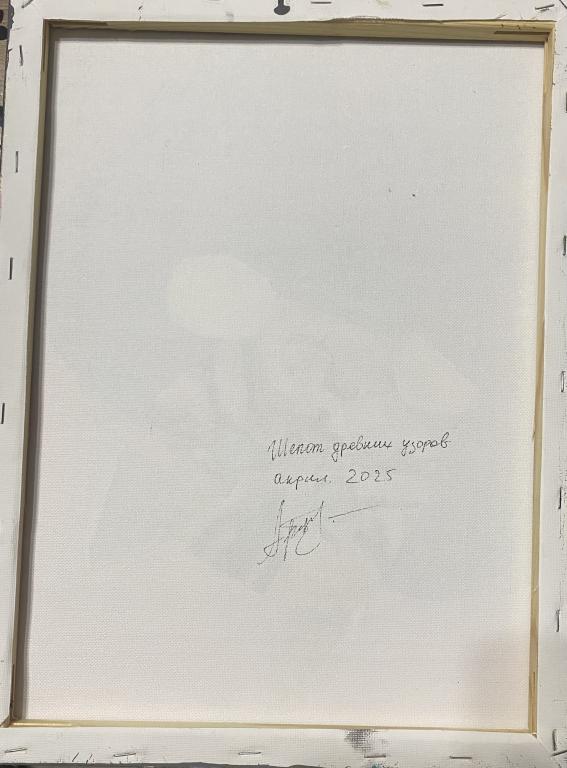 Шепот древних узоров
акрил. 2025